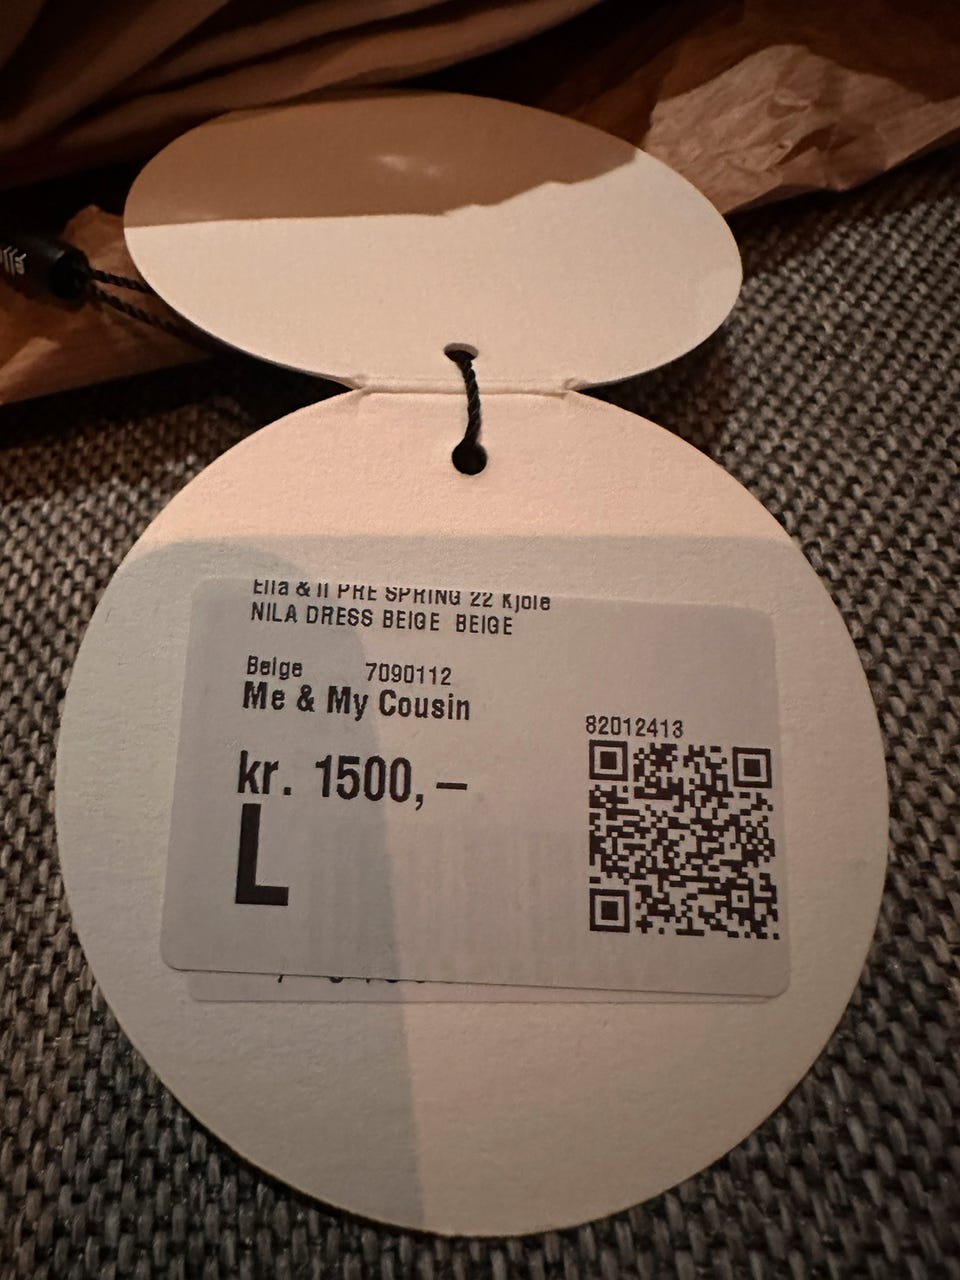 Ella & il PRE SPRING 22 Kjole
NILA DRESS BEIGE BEIGE
Beige 7090112
Me & My Cousin
82012413
kr. 1500,–
L